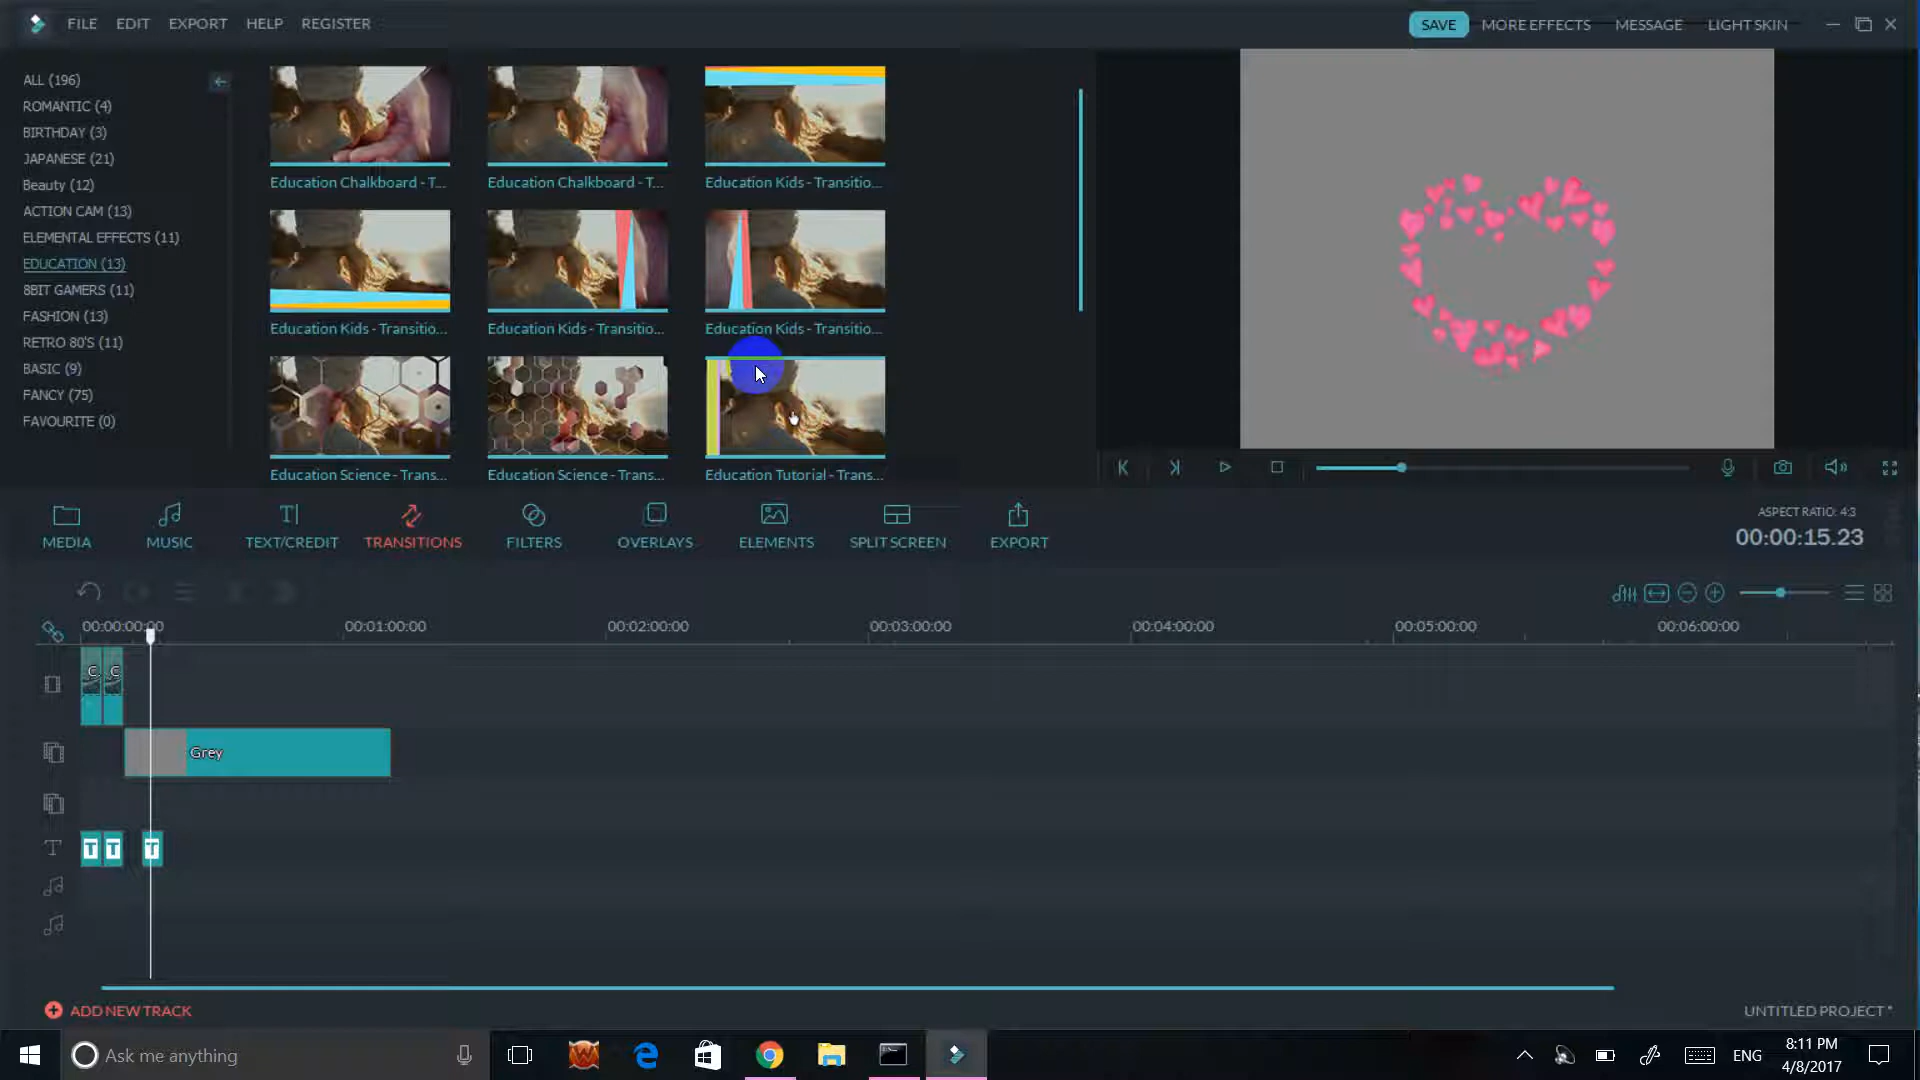 FILE EDIT EXPORT HELP REGISTER
SAVE MORE EFFECTS MESSAGE LIGHT SKIN
ALL (196)
ROMANTIC (4)
BIRTHDAY (3)
JAPANESE (21)
Beauty (12)
ACTION CAM (13)
ELEMENTAL EFFECTS (11)
EDUCATION (13)
8BIT GAMERS (11)
FASHION (13)
RETRO 80'S (11)
BASIC (9)
FANCY (75)
FAVOURITE (0)
Education Chalkboard - T... Education Chalkboard - T... Education Kids - Transitio...
Education Kids - Transitio... Education Kids - Transitio... Education Kids - Transitio...
Education Science - Trans... Education Science - Trans... Education Tutorial - Trans...
MEDIA MUSIC TEXT/CREDIT TRANSITIONS FILTERS OVERLAYS ELEMENTS SPLIT SCREEN EXPORT
ASPECT RATIO: 4:3
00:00:15.23
00:00:00:00 00:01:00:00 00:02:00:00 00:03:00:00 00:04:00:00 00:05:00:00 00:06:00:00
C C
Grey
T T T
ADD NEW TRACK
UNTITLED PROJECT *
Ask me anything
ENG
8:11 PM
4/8/2017